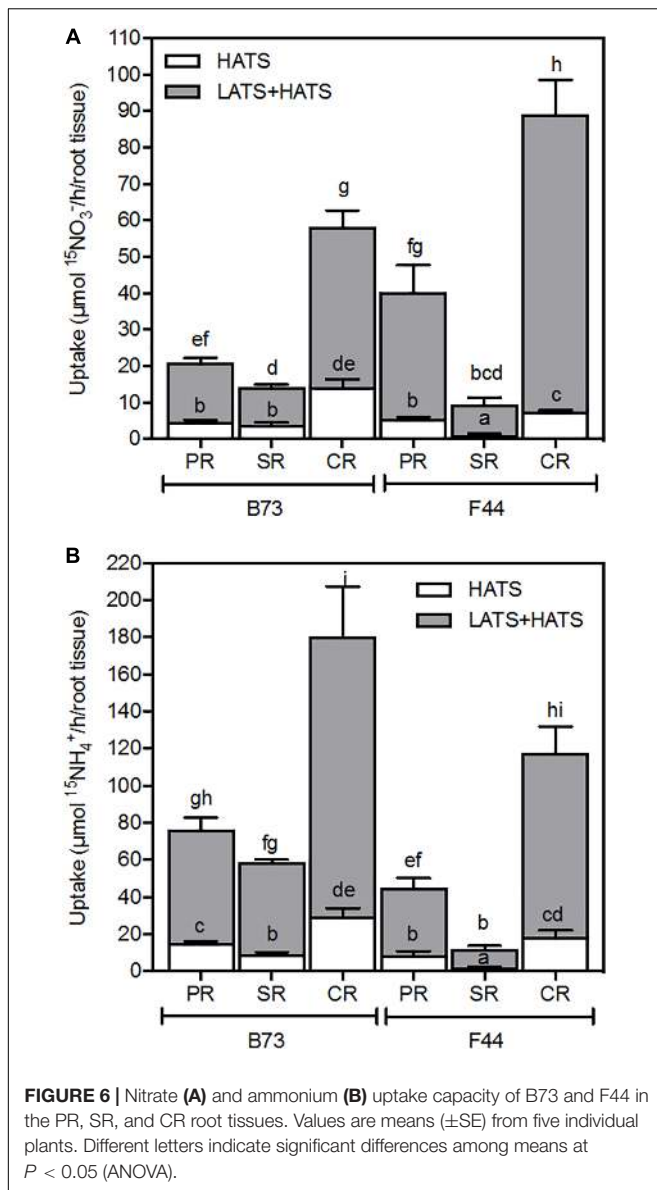 A
Uptake (µmol ¹⁵NO₃⁻/h/root tissue)
110
100
90
80
70
60
50
40
30
20
10
0
HATS
LATS+HATS
ef
b
d
b
g
de
fg
b
bcd
a
h
c
PR SR CR PR SR CR
B73 F44
B
Uptake (µmol ¹⁵NH₄⁺/h/root tissue)
220
200
180
160
140
120
100
80
60
40
20
0
HATS
LATS+HATS
gh
c
fg
b
i
de
ef
b
b
a
hi
cd
PR SR CR PR SR CR
B73 F44
FIGURE 6 | Nitrate (A) and ammonium (B) uptake capacity of B73 and F44 in
the PR, SR, and CR root tissues. Values are means (±SE) from five individual
plants. Different letters indicate significant differences among means at
P < 0.05 (ANOVA).